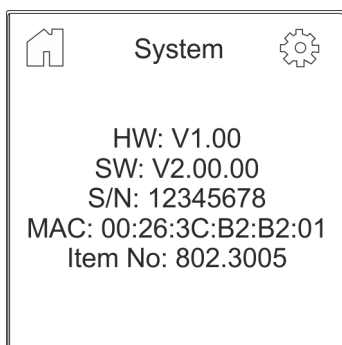 System
HW: V1.00
SW: V2.00.00
S/N: 12345678
MAC: 00:26:3C:B2:B2:01
Item No: 802.3005